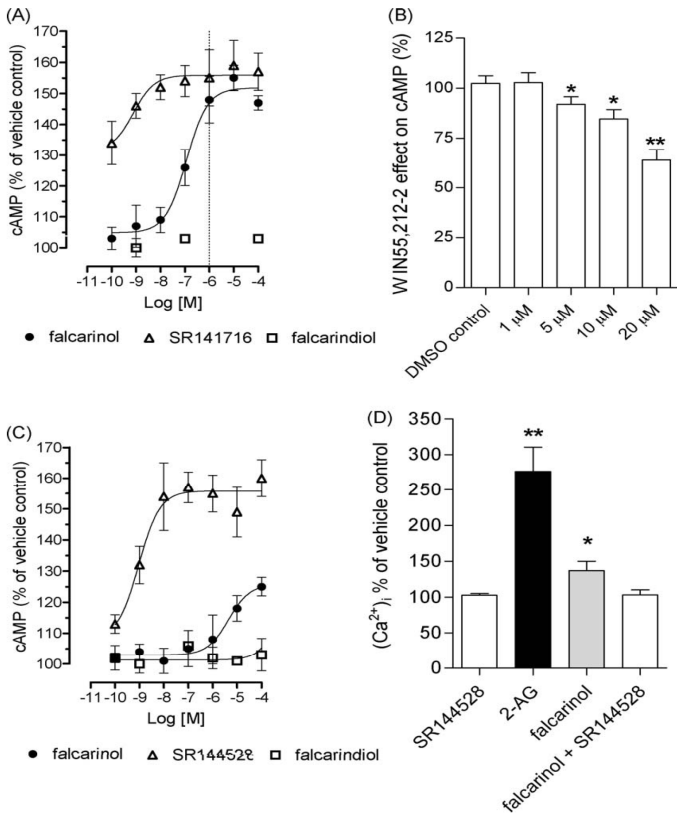 (A)
cAMP (% of vehicle control)
160
150
140
130
120
110
100
-11 -10 -9 -8 -7 -6 -5 -4
Log [M]
falcarinol SR141716 falcarindiol
(B)
WIN55,212-2 effect on cAMP (%)
125
100
75
50
25
0
* * **
DMSO control 1 µM 5 µM 10 µM 20 µM
(C)
cAMP (% of vehicle control)
170
160
150
140
130
120
110
100
-11 -10 -9 -8 -7 -6 -5 -4
Log [M]
falcarinol SR144528 falcarindiol
(D)
(Ca2+)i % of vehicle control
350
300
250
200
150
100
50
0
** *
SR144528 2-AG falcarinol falcarinol + SR144528